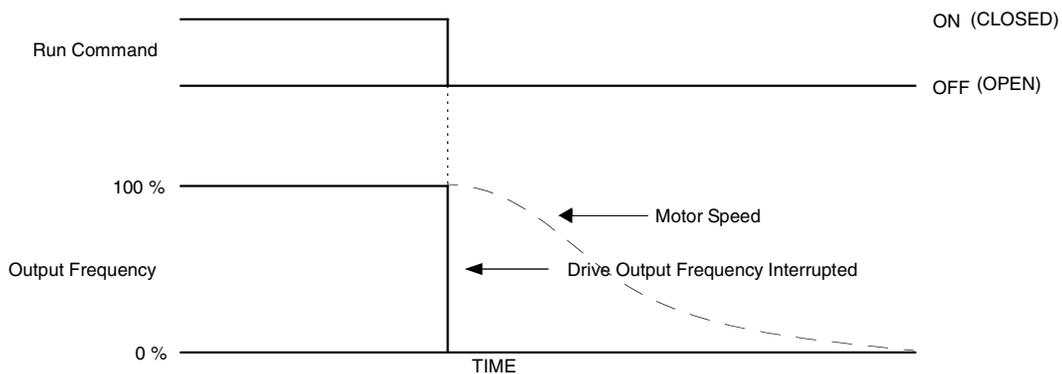 ON (CLOSED)
Run Command
OFF (OPEN)
100 %
Motor Speed
Output Frequency
Drive Output Frequency Interrupted
0 %
TIME